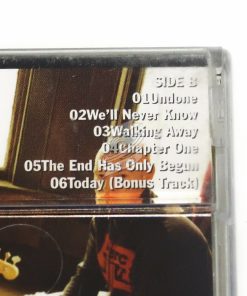 SIDE B
01Undone
02We'll Never Know
03Walking Away
04Chapter One
05The End Has Only Begun
06Today (Bonus Track)